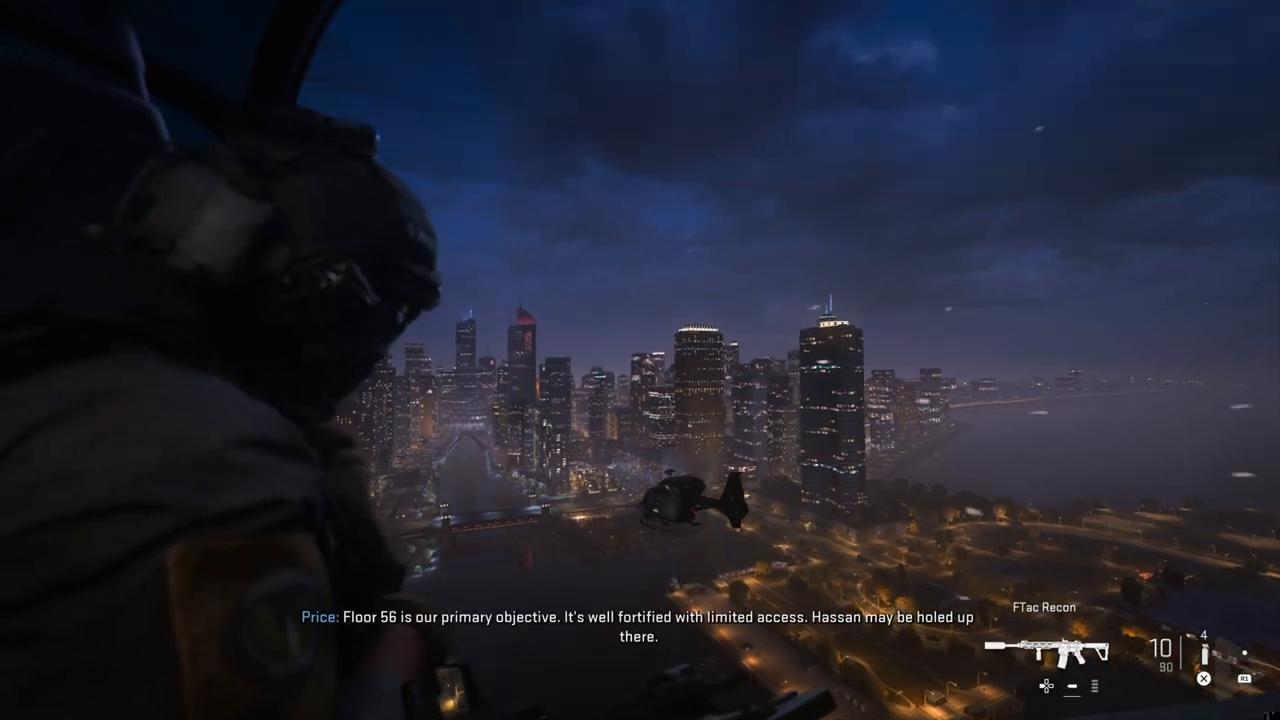 Price: Floor 56 is our primary objective. It's well fortified with limited access. Hassan may be holed up
there.
FTac Recon
10
90
4
R1